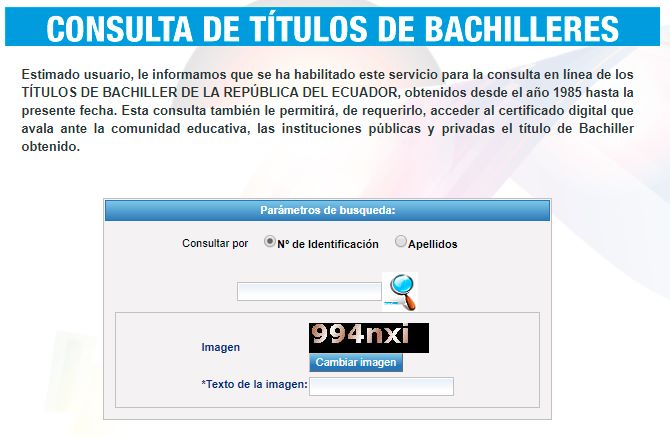 CONSULTA DE TÍTULOS DE BACHILLERES
Estimado usuario, le informamos que se ha habilitado este servicio para la consulta en línea de los
TÍTULOS DE BACHILLER DE LA REPÚBLICA DEL ECUADOR, obtenidos desde el año 1985 hasta la
presente fecha. Esta consulta también le permitirá, de requerirlo, acceder al certificado digital que
avala ante la comunidad educativa, las instituciones públicas y privadas el título de Bachiller
obtenido.
Parámetros de busqueda:
Consultar por Nº de Identificación Apellidos
994nxi
Imagen
Cambiar imagen
*Texto de la imagen: